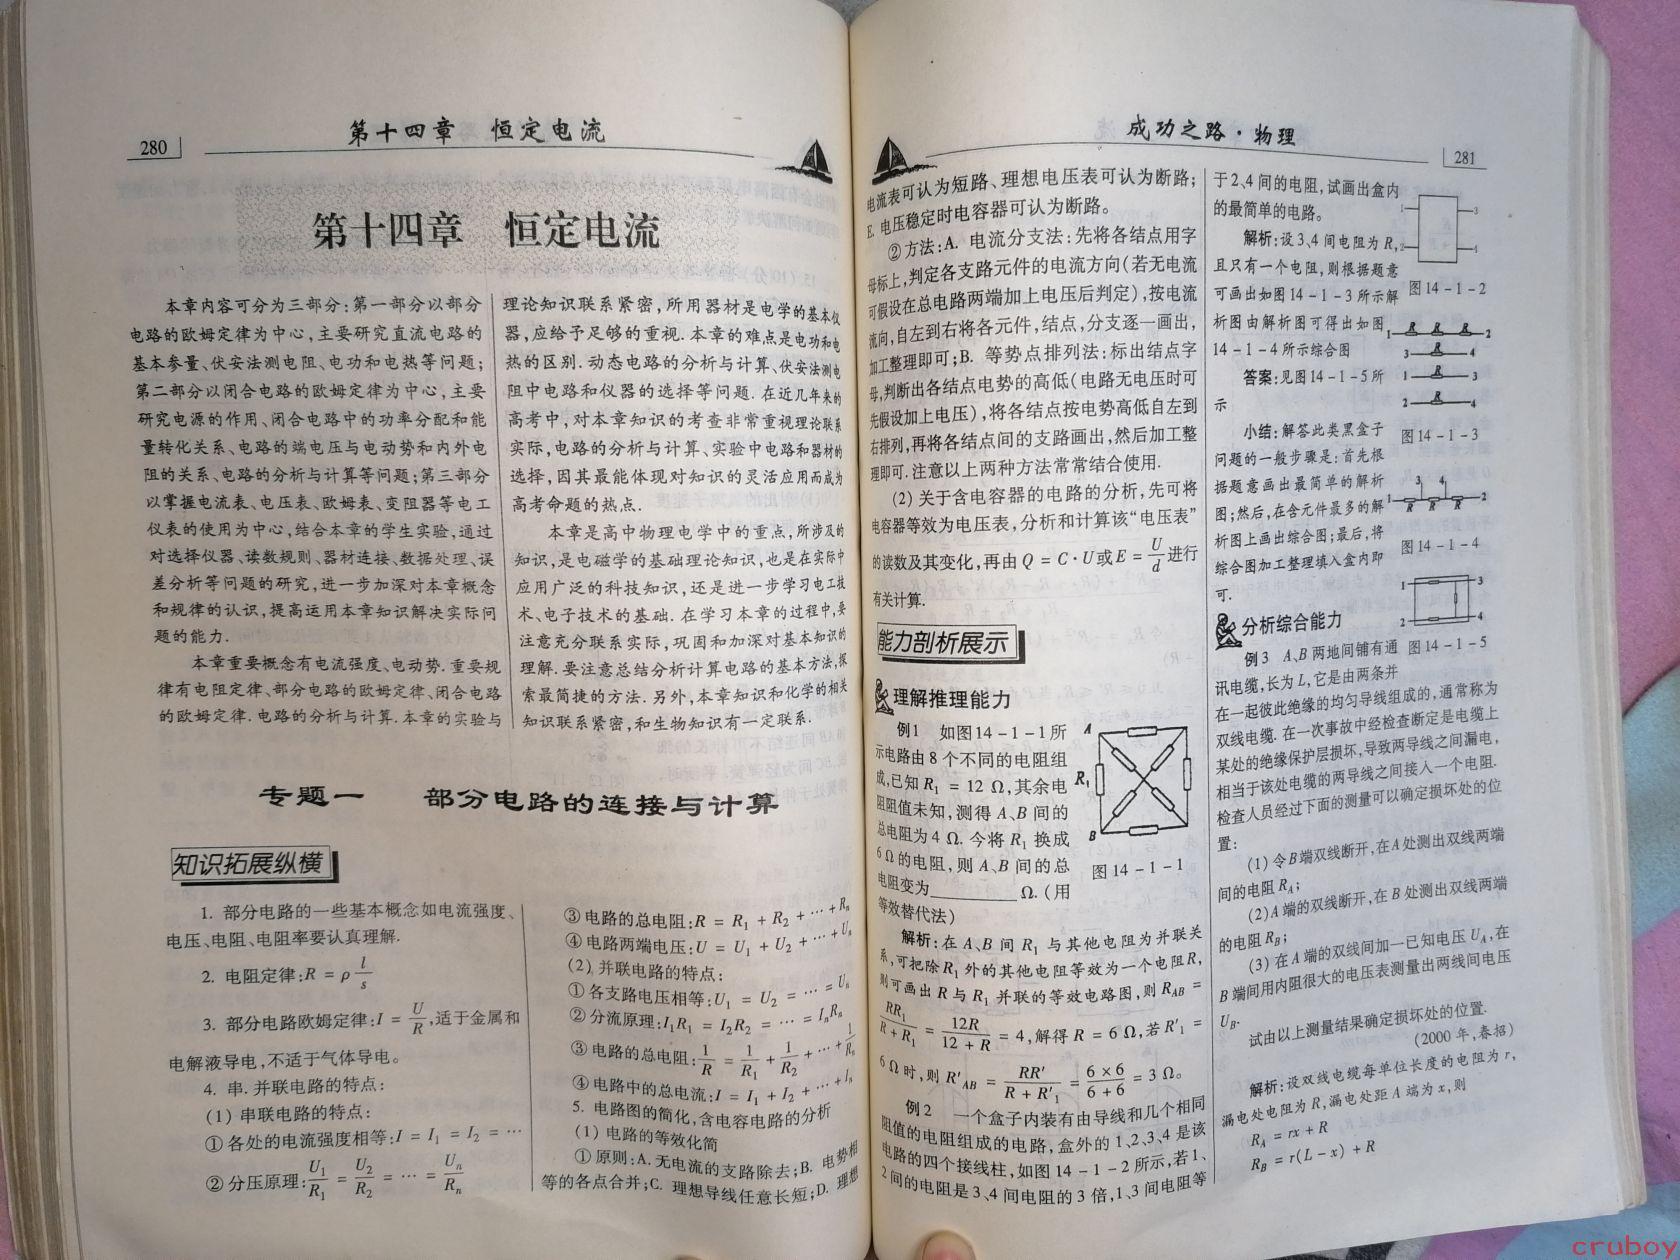 280
第十四章 恒定电流
第十四章 恒定电流
本章内容可分为三部分:第一部分以部分
电路的欧姆定律为中心,主要研究直流电路的
基本参量、伏安法测电阻、电功和电热等问题;
第二部分以闭合电路的欧姆定律为中心,主要
研究电源的作用、闭合电路中的功率分配和能
量转化关系、电路的端电压与电动势和内外电
阻的关系、电路的分析与计算等问题;第三部分
以掌握电流表、电压表、欧姆表、变阻器等电工
仪表的使用为中心,结合本章的学生实验,通过
对选择仪器、读数规则、器材连接、数据处理、误
差分析等问题的研究,进一步加深对本章概念
和规律的认识,提高运用本章知识解决实际问
题的能力.
本章重要概念有电流强度、电动势.重要规
律有电阻定律、部分电路的欧姆定律、闭合电路
的欧姆定律.电路的分析与计算.本章的实验与
理论知识联系紧密,所用器材是电学的基本仪
器,应给予足够的重视.本章的难点是电功和电
热的区别.动态电路的分析与计算、伏安法测电
阻中电路和仪器的选择等问题.在近几年来的
高考中,对本章知识的考查非常重视理论联系
实际,电路的分析与计算、实验中电路和器材的
选择,因其最能体现对知识的灵活应用而成为
高考命题的热点.
本章是高中物理电学中的重点,所涉及的
知识,是电磁学的基础理论知识,也是在实际中
应用广泛的科技知识,还是进一步学习电工技
术、电子技术的基础.在学习本章的过程中,要
注意充分联系实际,巩固和加深对基本知识的
理解.要注意总结分析计算电路的基本方法,探
索最简捷的方法.另外,本章知识和化学的相关
知识联系紧密,和生物知识有一定联系.
专题一 部分电路的连接与计算
知识拓展纵横
1. 部分电路的一些基本概念如电流强度、
电压、电阻、电阻率要认真理解.
2. 电阻定律:R = ρ l/s
3. 部分电路欧姆定律:I = U/R,适于金属和
电解液导电,不适于气体导电。
4. 串.并联电路的特点:
(1) 串联电路的特点:
①各处的电流强度相等:I = I₁ = I₂ = …
②分压原理:U₁/R₁ = U₂/R₂ = … = Uₙ/Rₙ
③电路的总电阻:R = R₁ + R₂ + … + Rₙ
④电路两端电压:U = U₁ + U₂ + … + Uₙ
(2) 并联电路的特点:
①各支路电压相等:U₁ = U₂ = … = Uₙ
②分流原理:I₁R₁ = I₂R₂ = … = IₙRₙ
③电路的总电阻:1/R = 1/R₁ + 1/R₂ + … + 1/Rₙ
④电路中的总电流:I = I₁ + I₂ + … + Iₙ
5. 电路图的简化,含电容电路的分析
(1) 电路的等效化简
①原则:A.无电流的支路除去;B. 电势相
等的各点合并;C. 理想导线任意长短;D. 理想
成功之路·物理
281
电流表可认为短路、理想电压表可认为断路;
E. 电压稳定时电容器可认为断路。
②方法:A. 电流分支法:先将各结点用字
母标上,判定各支路元件的电流方向(若无电流
可假设在总电路两端加上电压后判定),按电流
流向,自左到右将各元件,结点,分支逐一画出,
加工整理即可;B. 等势点排列法:标出结点字
母,判断出各结点电势的高低(电路无电压时可
先假设加上电压),将各结点按电势高低自左到
右排列,再将各结点间的支路画出,然后加工整
理即可.注意以上两种方法常常结合使用.
(2) 关于含电容器的电路的分析,先可将
电容器等效为电压表,分析和计算该“电压表”
的读数及其变化,再由 Q = C·U或 E = U/d进行
有关计算.
能力剖析展示
理解推理能力
例1 如图14-1-1所
示电路由8个不同的电阻组
成,已知R₁ = 12 Ω,其余电
阻阻值未知,测得A、B间的
总电阻为4 Ω.今将R₁换成
6 Ω的电阻,则A、B间的总
电阻变为________Ω.(用
等效替代法)
A
R₁
B
图14-1-1
解析:在A、B间R₁与其他电阻为并联关
系,可把除R₁外的其他电阻等效为一个电阻R,
则可画出R与R₁并联的等效电路图,则R_AB =
RR₁/(R + R₁) = 12R/(12 + R) = 4,解得R = 6 Ω,若R′₁ =
6 Ω时,则R′_AB = RR′/(R + R′₁) = (6×6)/(6+6) = 3 Ω。
例2 一个盒子内装有由导线和几个相同
阻值的电阻组成的电路,盒外的1、2、3、4是该
电路的四个接线柱,如图14-1-2所示,若1、
2间的电阻是3、4间电阻的3倍,1、3间电阻等
于2、4间的电阻,试画出盒内
的最简单的电路。
解析:设3、4间电阻为R,
且只有一个电阻,则根据题意
可画出如图14-1-3所示解
析图由解析图可得出如图
14-1-4所示综合图
答案:见图14-1-5所
示
小结:解答此类黑盒子
问题的一般步骤是:首先根
据题意画出最简单的解析
图;然后,在含元件最多的解
析图上画出综合图;最后,将
综合图加工整理填入盒内即
可.
1 3
2 4
图14-1-2
1 R R R 2
3 R 4
1 R 3
2 R 4
图14-1-3
3 4
1 R R R 2
图14-1-4
1 3
2 4
图14-1-5
分析综合能力
例3 A、B两地间铺有通
讯电缆,长为L,它是由两条并
在一起彼此绝缘的均匀导线组成的,通常称为
双线电缆.在一次事故中经检查断定是电缆上
某处的绝缘保护层损坏,导致两导线之间漏电,
相当于该处电缆的两导线之间接入一个电阻.
检查人员经过下面的测量可以确定损坏处的位
置:
(1)令B端双线断开,在A处测出双线两端
间的电阻R_A;
(2)A端的双线断开,在B处测出双线两端
的电阻R_B;
(3)在A端的双线间加一已知电压U_A,在
B端间用内阻很大的电压表测量出两线间电压
U_B.
试由以上测量结果确定损坏处的位置.
(2000年,春招)
解析:设双线电缆每单位长度的电阻为r,
漏电处电阻为R,漏电处距A端为x,则
R_A = rx + R
R_B = r(L - x) + R
cruboy